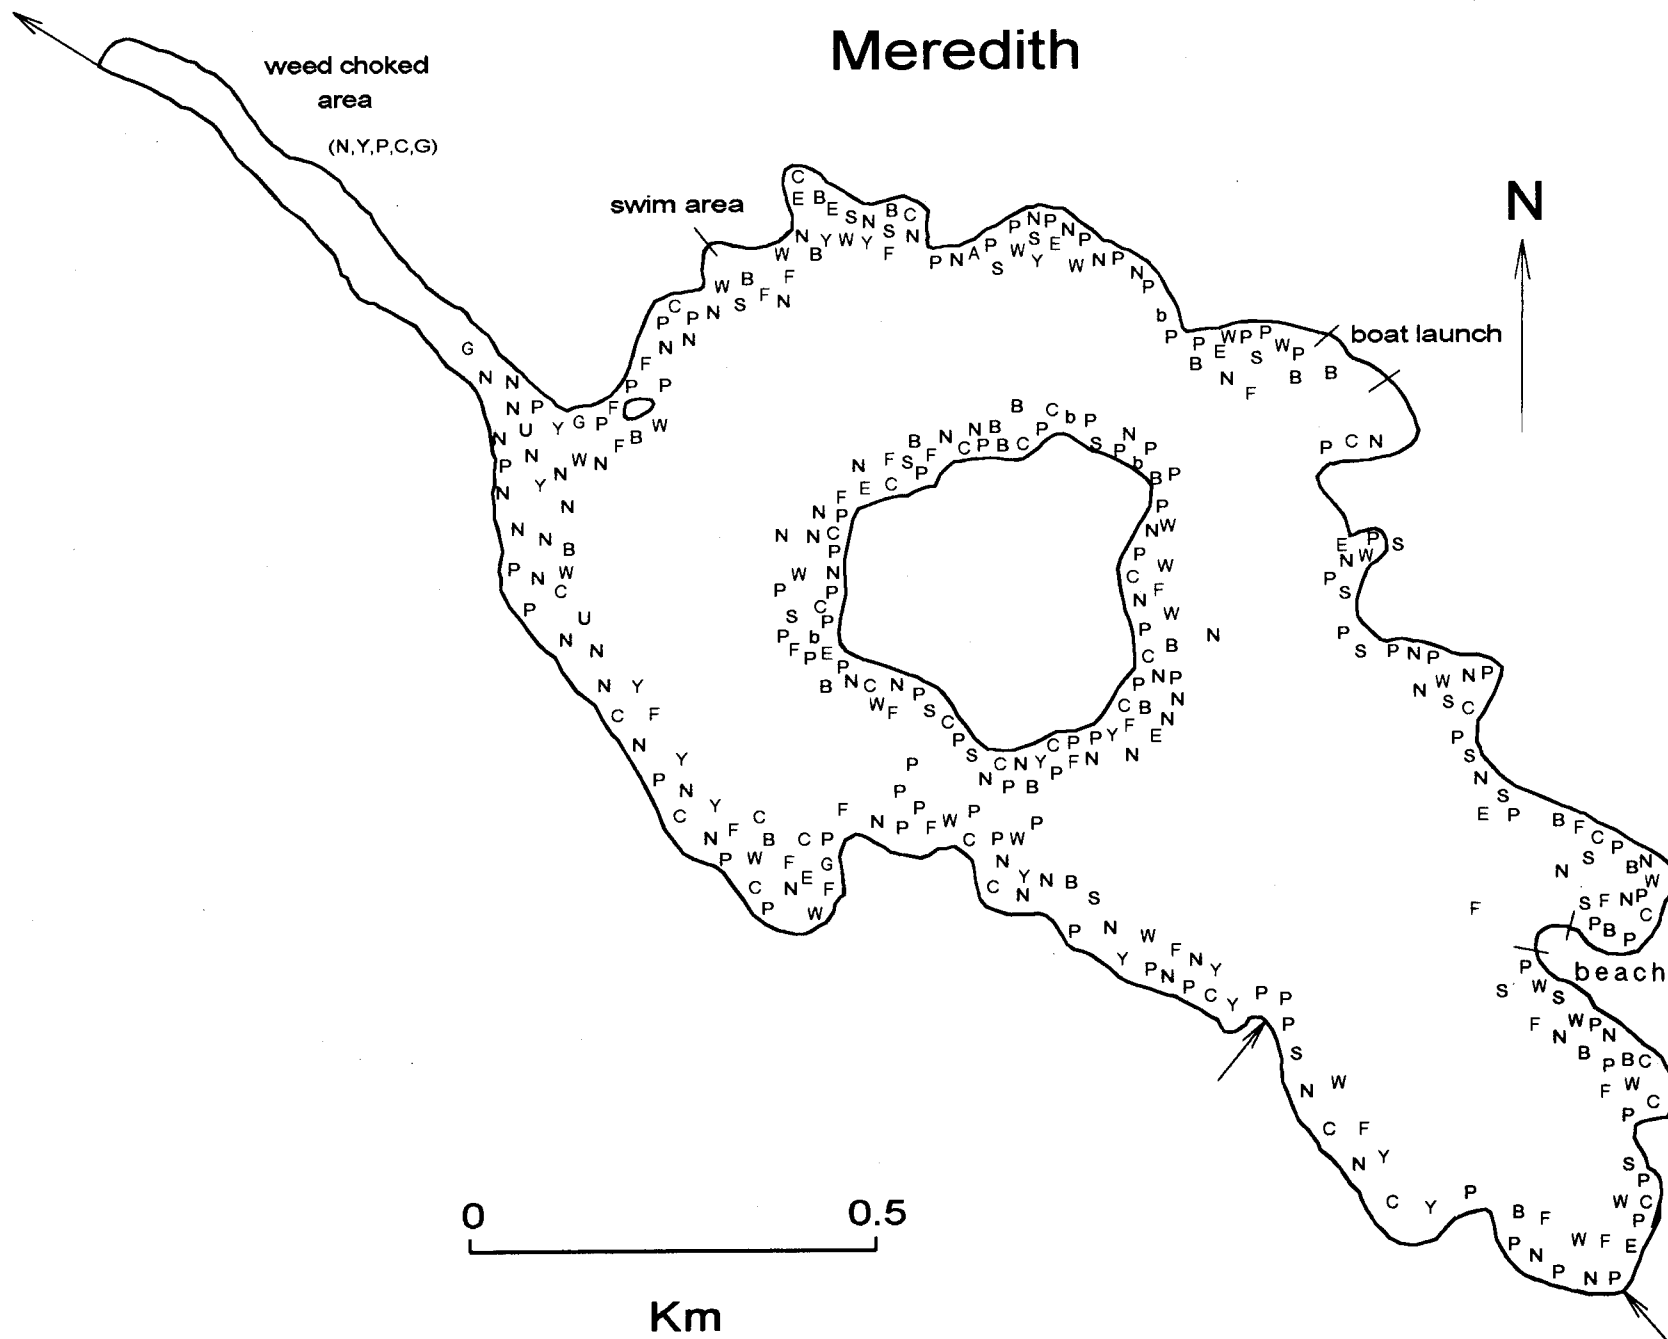 Meredith
weed choked
area
(N,Y,P,C,G)
swim area
N
boat launch
C
E B E S N B C
N B Y W Y S F N
P N A P S W S Y E W N P N P
P N P N P
W B F N F S N
W
P C P N
N N F
b P P B E W P P W P
S N F B B
P C N
G
N N N P
U Y G P F P P
F B W
N P N
N Y N W N
N
N N B
P N W C
P U
N N
N Y
C F
N Y
P N Y
C N F C
P W B F C P
C N E G F
P W
B C b P
B N N B C P B C P S N P P
N F S F b B P
E C P
N F P P
N N C N W
P P
W N P C W F
P S C P N W
P F b P E P B N
B P N C C N P
W F N P S C P N
C B N N
P S C P P Y F E
N C N Y P F N N
P B P
P
P
F N P P F W P
C P W P
N
C Y N B S
N
P N W
Y F N Y
P N P C Y P P
P
S
N W
C F
N Y
C Y P
B F
P N W F E
P N P
E P S
N W
P S
P S
P N P N P
N W S C
P
S
N
S
E P B F C P
N S B N W
F S F N P C
P B P
beach
P
S W S
F N W P N
B P B C
F W C
P
S
P
W C
P
0 0.5
Km